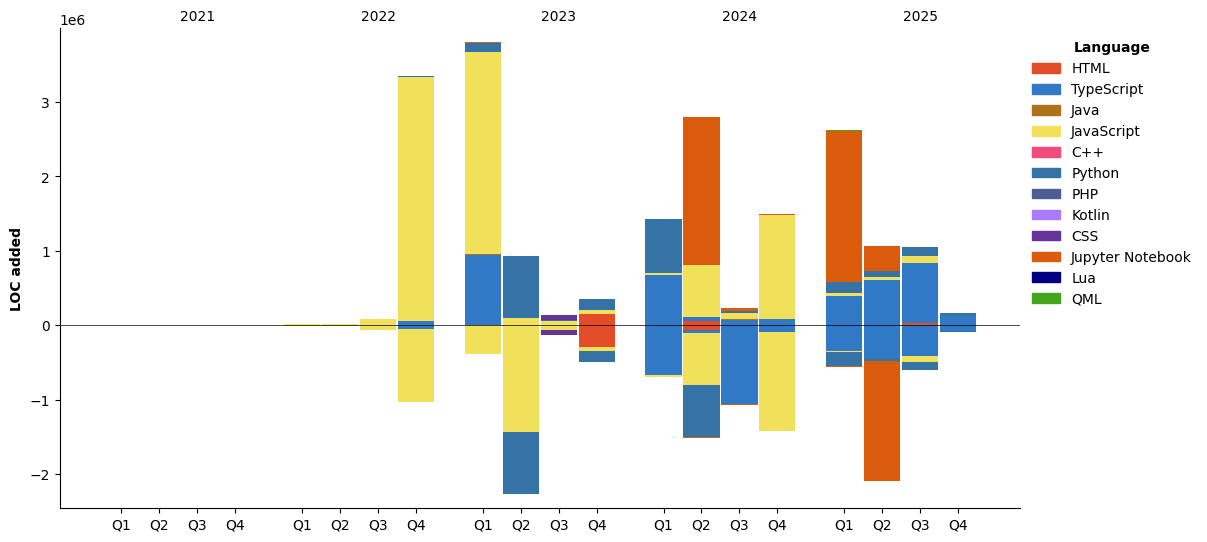 2021 2022 2023 2024 2025
1e6
LOC added
3
2
1
0
−1
−2
Q1 Q2 Q3 Q4 Q1 Q2 Q3 Q4 Q1 Q2 Q3 Q4 Q1 Q2 Q3 Q4 Q1 Q2 Q3 Q4
Language
HTML
TypeScript
Java
JavaScript
C++
Python
PHP
Kotlin
CSS
Jupyter Notebook
Lua
QML